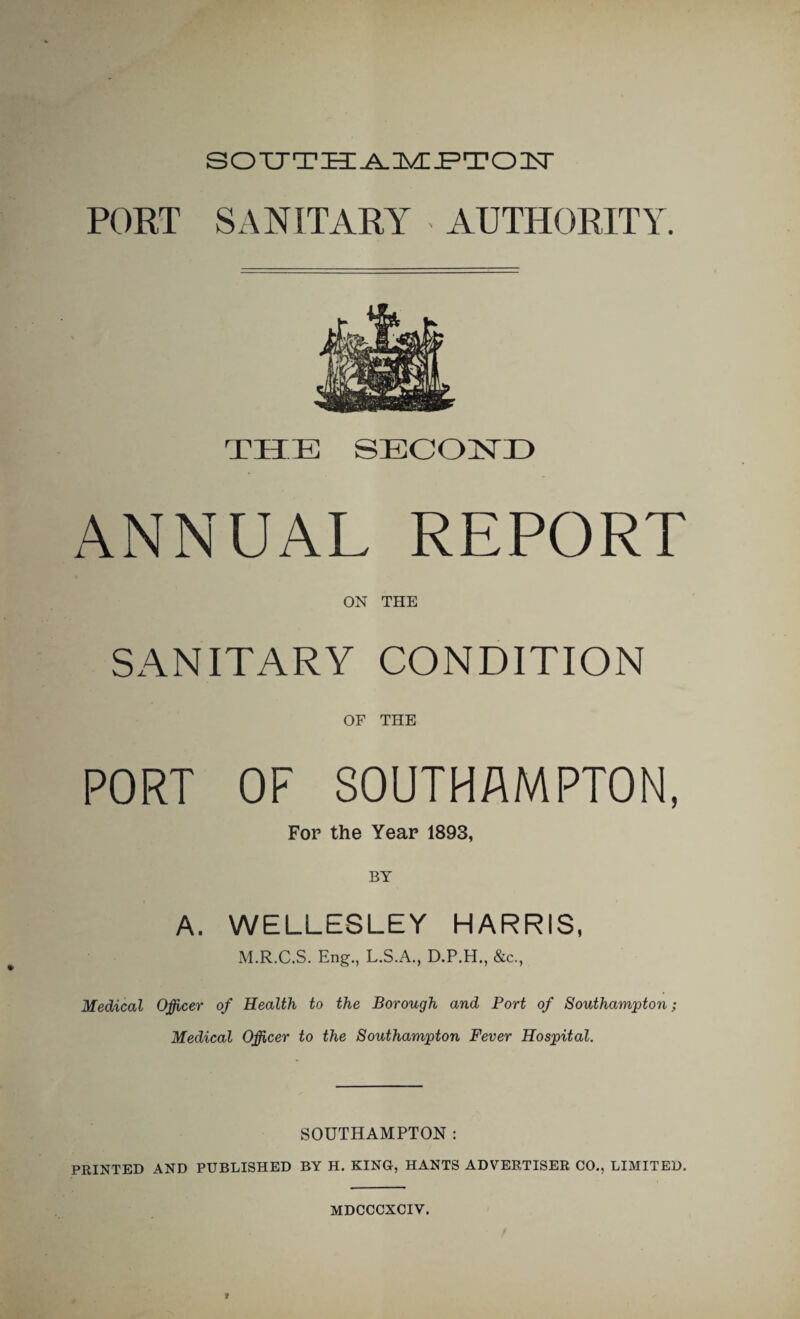 SOUTHAMPTON
PORT SANITARY AUTHORITY.
THE SECOND
ANNUAL REPORT
ON THE
SANITARY CONDITION
OF THE
PORT OF SOUTHAMPTON,
For the Year 1893,
BY
A. WELLESLEY HARRIS,
M.R.C.S. Eng., L.S.A., D.P.H., &c.,
Medical Officer of Health to the Borough and Port of Southampton;
Medical Officer to the Southampton Fever Hospital.
SOUTHAMPTON:
PRINTED AND PUBLISHED BY H. KING, HANTS ADVERTISER CO., LIMITED.
MDCCCXCIV.